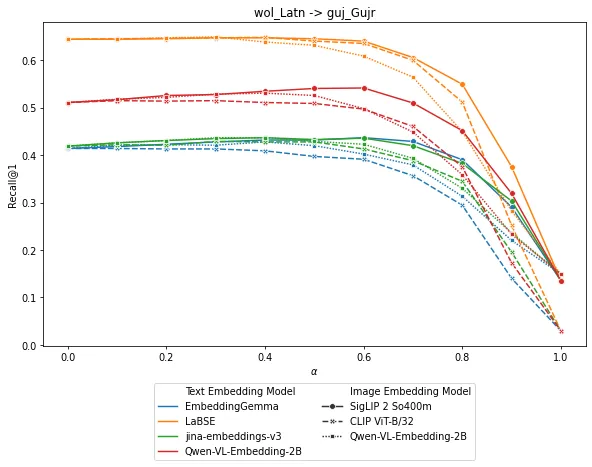 wol_Latn -> guj_Gujr
Recall@1
0.6
0.5
0.4
0.3
0.2
0.1
0.0
0.0 0.2 0.4 0.6 0.8 1.0
α
Text Embedding Model Image Embedding Model
EmbeddingGemma SigLIP 2 So400m
LaBSE CLIP ViT-B/32
jina-embeddings-v3 Qwen-VL-Embedding-2B
Qwen-VL-Embedding-2B